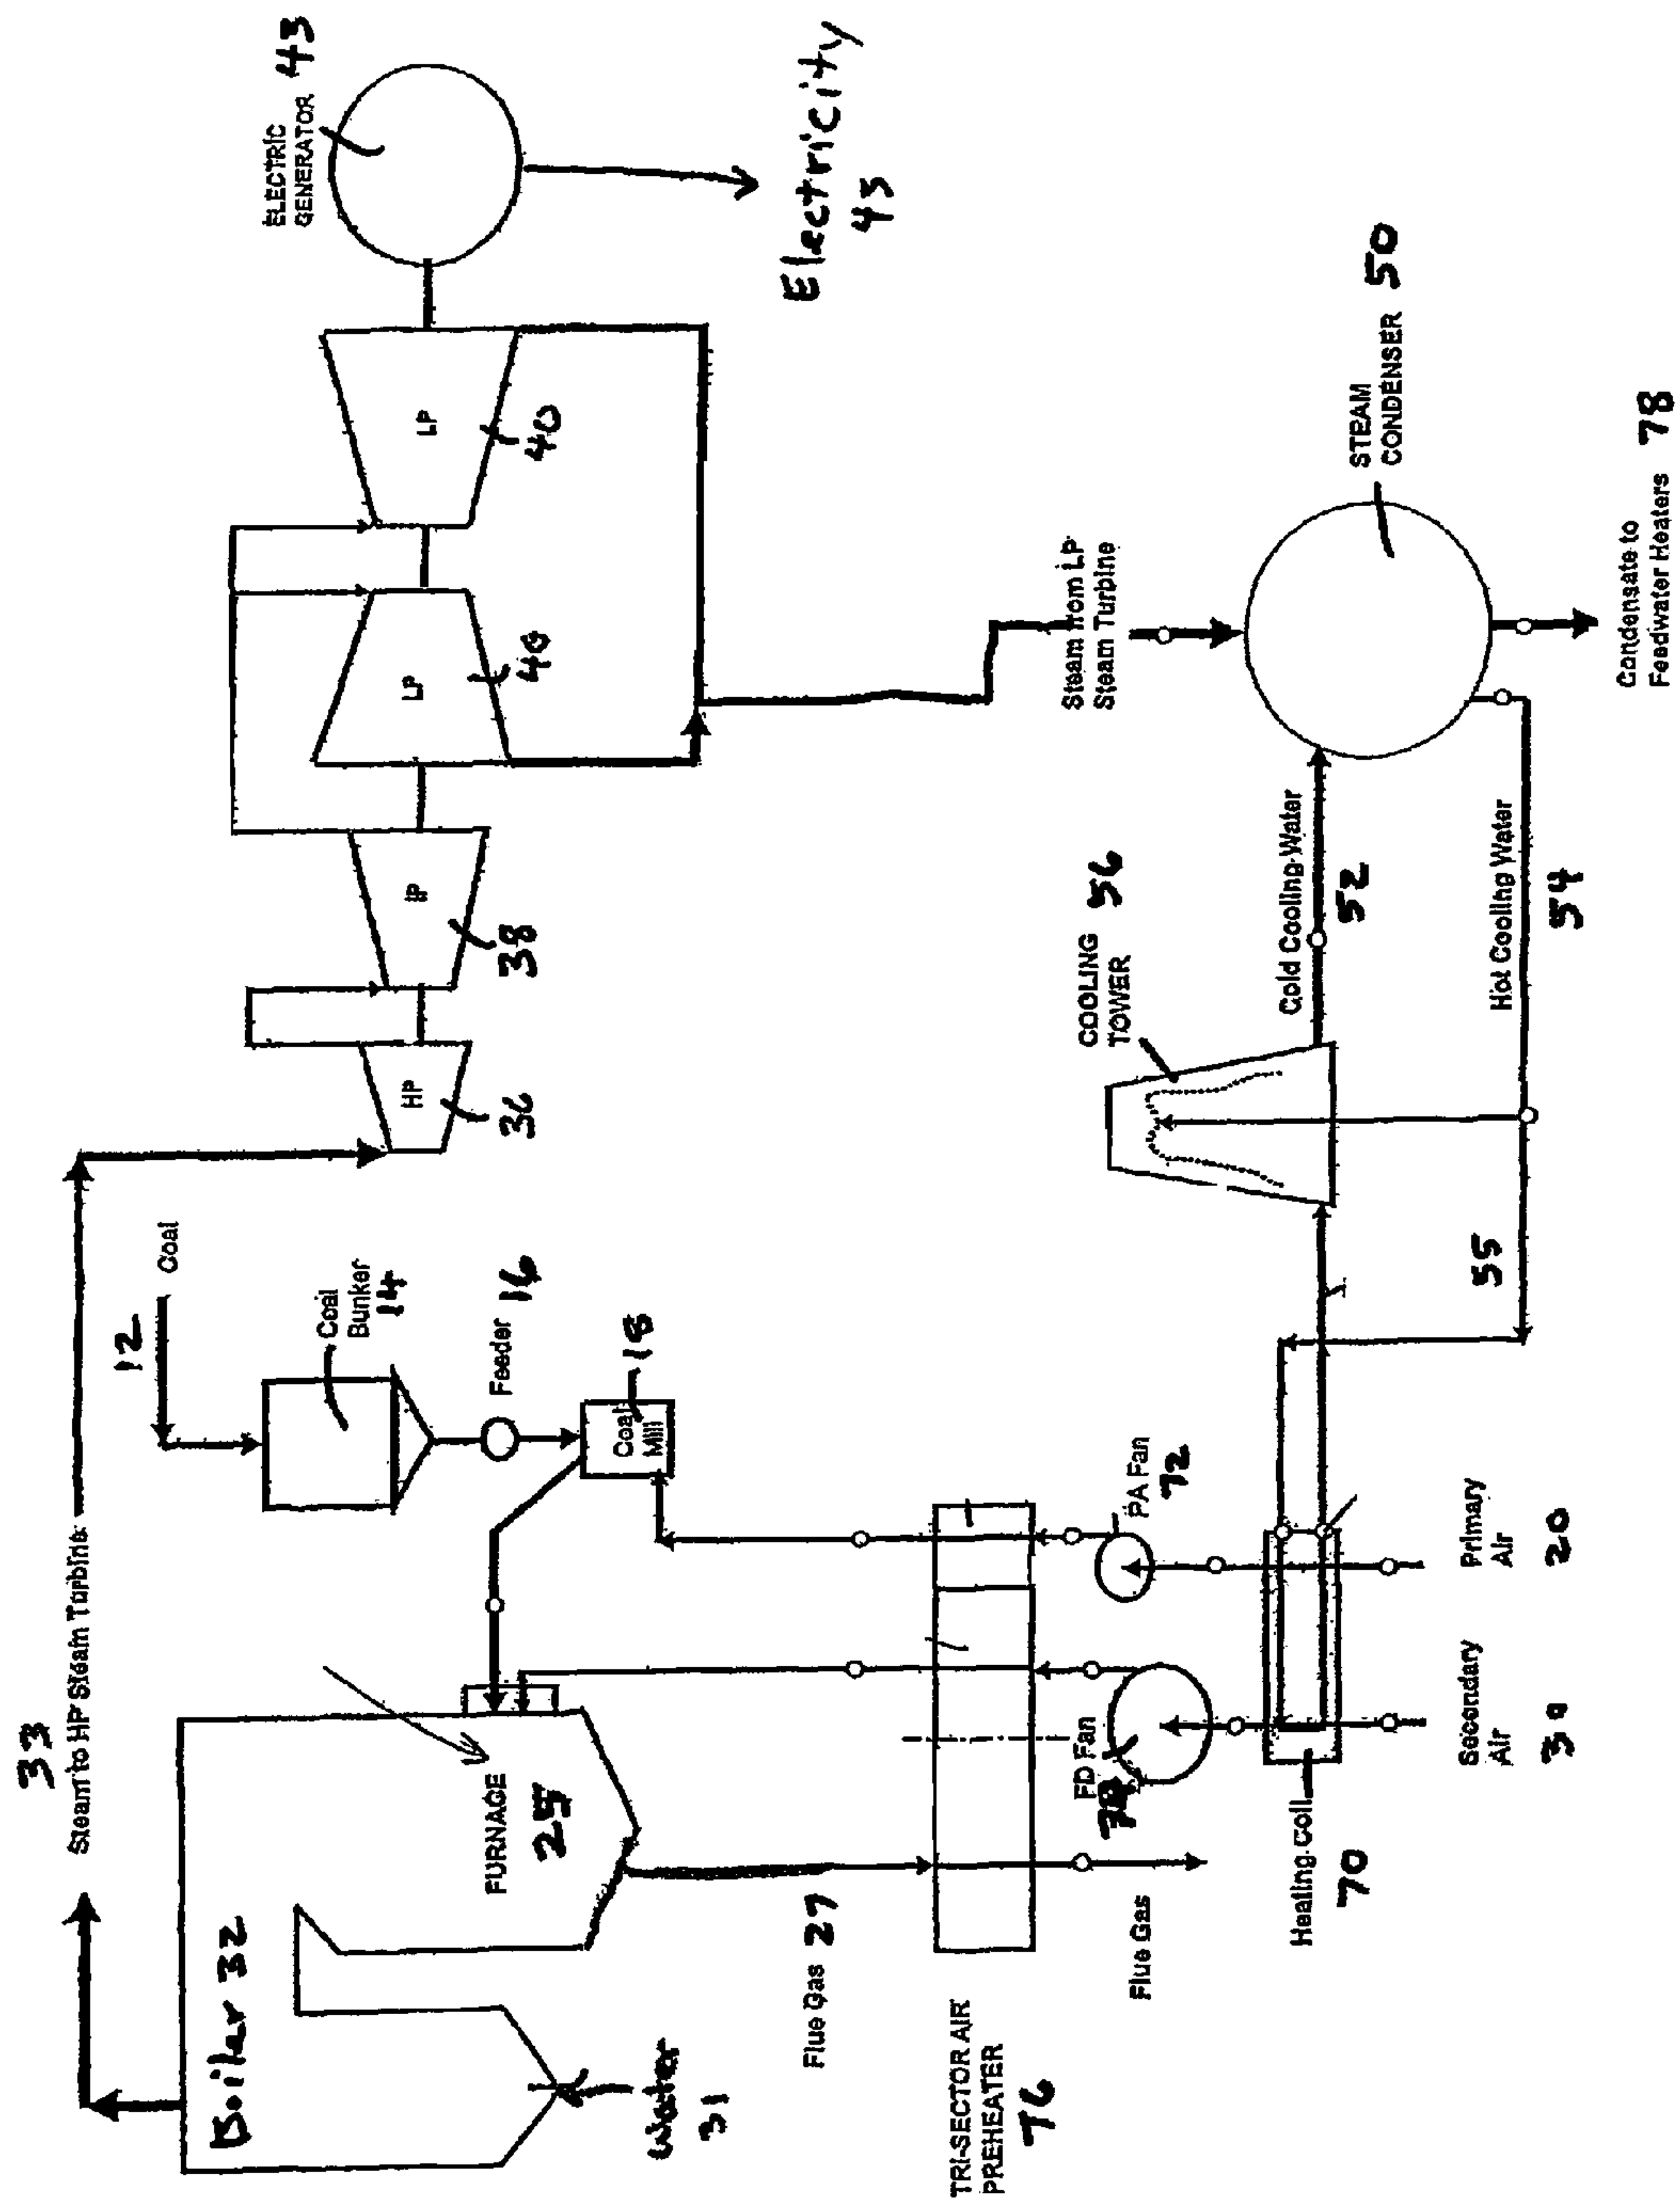 33
Steam to HP Steam Turbine
12
Coal
Coal
Bunker
14
Feeder 16
Coal
Mill
18
Boiler 32
FURNACE
25
Water
31
HP
36
IP
38
LP
40
LP
40
ELECTRIC
GENERATOR 43
Electricity
45
Flue Gas 27
TRI-SECTOR AIR
PREHEATER
76
Flue Gas
FD Fan
PA Fan
72
Heating coil
70
Secondary
Air
30
Primary
Air
20
COOLING
TOWER 56
Cold Cooling Water
52
Hot Cooling Water
54
55
Steam from LP
Steam Turbine
STEAM
CONDENSER 50
Condensate to
Feedwater Heaters 78